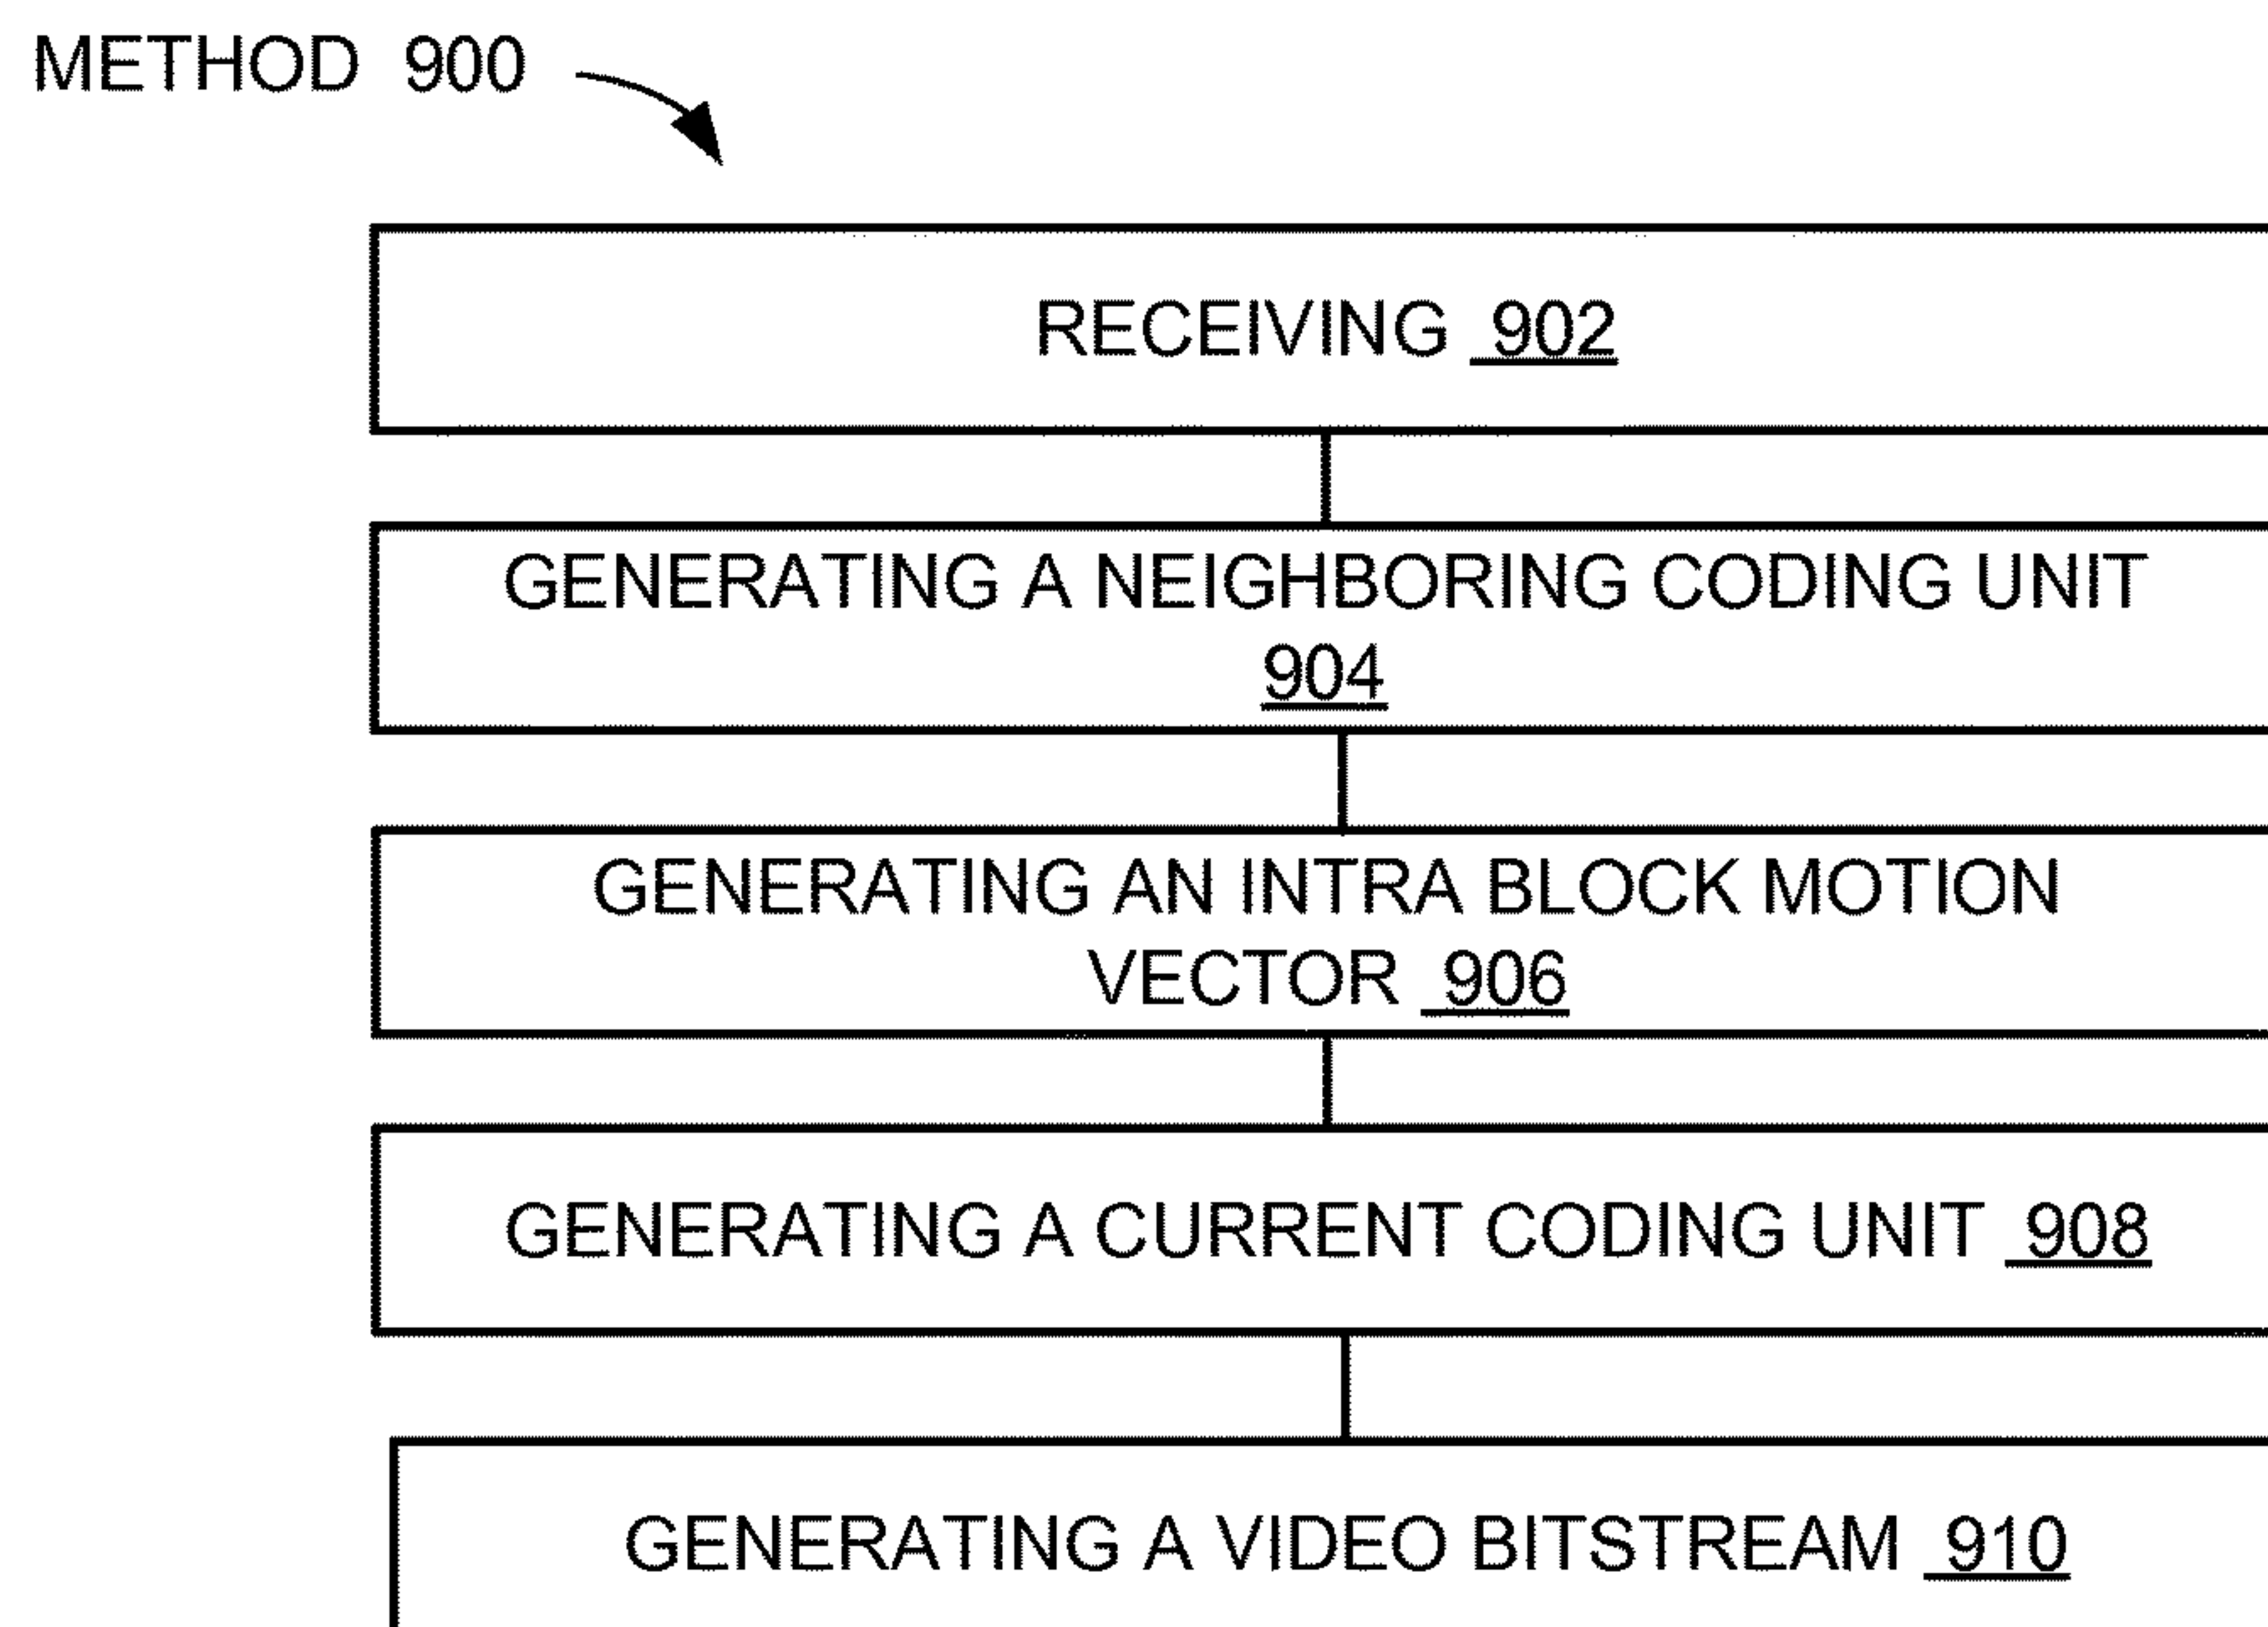 METHOD 900
RECEIVING 902
GENERATING A NEIGHBORING CODING UNIT
904
GENERATING AN INTRA BLOCK MOTION
VECTOR 906
GENERATING A CURRENT CODING UNIT 908
GENERATING A VIDEO BITSTREAM 910